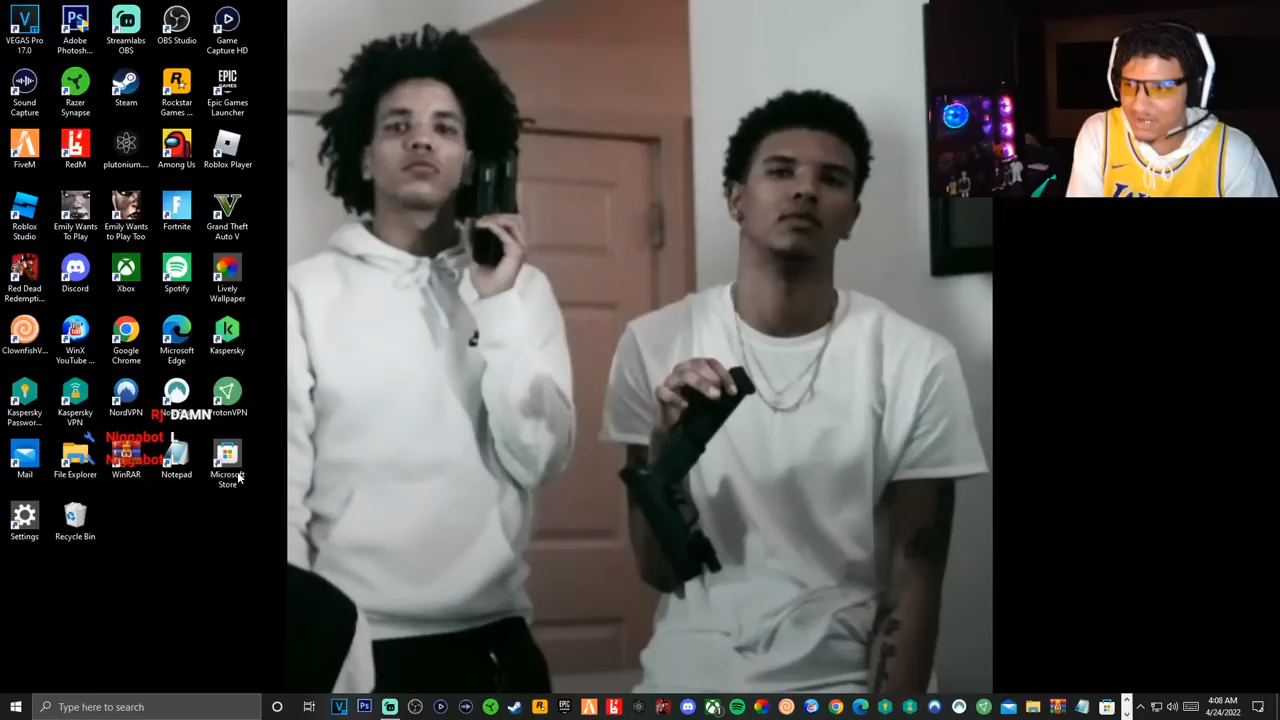 VEGAS Pro 17.0
Adobe Photosh...
Streamlabs OBS
OBS Studio
Game Capture HD
Sound Capture
Razer Synapse
Steam
Rockstar Games ...
Epic Games Launcher
FiveM
RedM
plutonium....
Among Us
Roblox Player
Roblox Studio
Emily Wants To Play
Emily Wants to Play Too
Fortnite
Grand Theft Auto V
Red Dead Redempti...
Discord
Xbox
Spotify
Lively Wallpaper
ClownfishV...
WinX YouTube ...
Google Chrome
Microsoft Edge
Kaspersky
Kaspersky Passwor...
Kaspersky VPN
NordVPN
ProtonVPN
Rj DAMN
Niggabot L
Niggabot L
Mail
File Explorer
WinRAR
Notepad
Microsoft Store
Settings
Recycle Bin
Type here to search
4:08 AM
4/24/2022